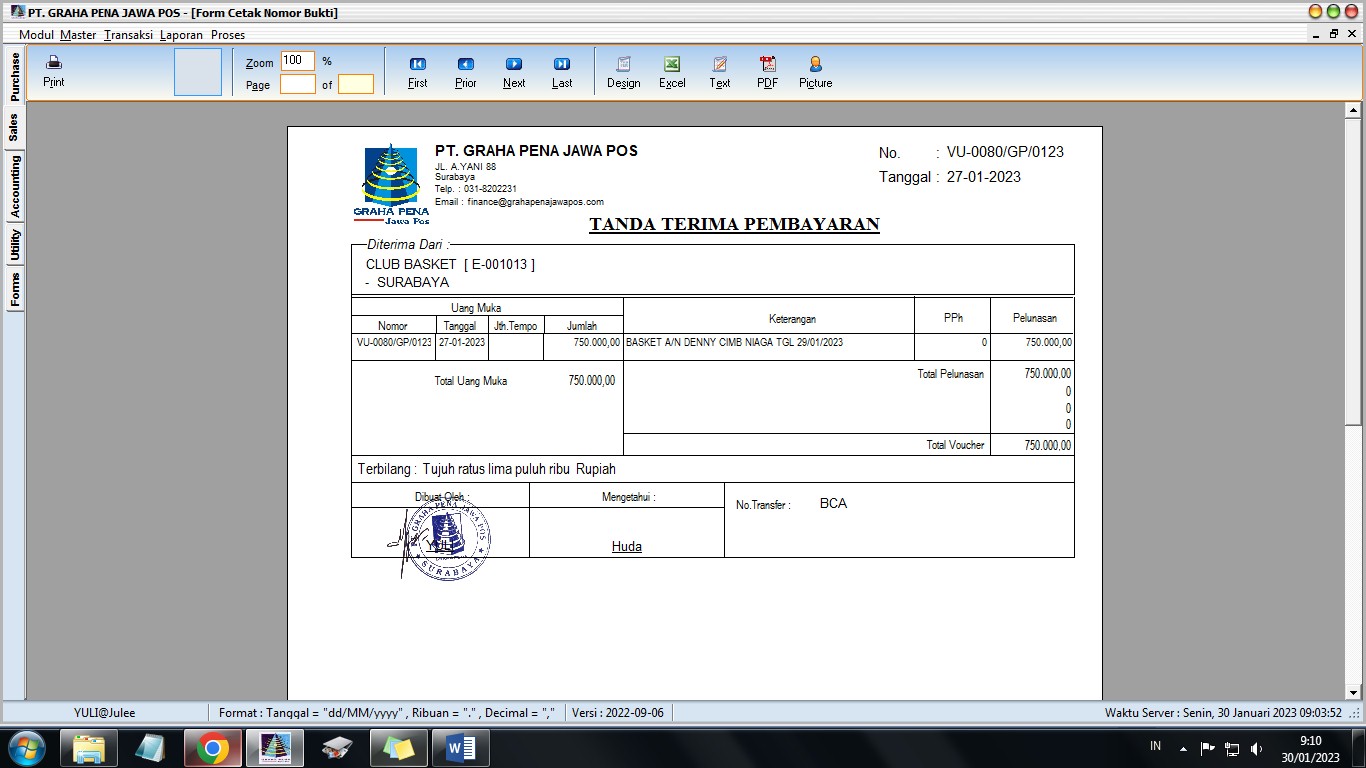 PT. GRAHA PENA JAWA POS - [Form Cetak Nomor Bukti]
Modul Master Transaksi Laporan Proses
Purchase
Sales
Accounting
Utility
Forms
Print
Zoom 100 %
Page of
First Prior Next Last
Design Excel Text PDF Picture
GRAHA PENA
Jawa Pos
PT. GRAHA PENA JAWA POS
JL. A.YANI 88
Surabaya
Telp. : 031-8202231
Email : finance@grahapenajawapos.com
No. : VU-0080/GP/0123
Tanggal : 27-01-2023
TANDA TERIMA PEMBAYARAN
Diterima Dari :
CLUB BASKET [ E-001013 ]
- SURABAYA
Uang Muka Keterangan PPh Pelunasan
Nomor Tanggal Jth.Tempo Jumlah
VU-0080/GP/0123 27-01-2023 750.000,00 BASKET A/N DENNY CIMB NIAGA TGL 29/01/2023 0 750.000,00
Total Uang Muka 750.000,00 Total Pelunasan 750.000,00
0
0
0
Total Voucher 750.000,00
Terbilang : Tujuh ratus lima puluh ribu Rupiah
Dibuat Oleh : Mengetahui : No.Transfer : BCA
GRAHA PENA JAWA POS
SURABAYA
YULI Huda
YULI@Julee Format : Tanggal = "dd/MM/yyyy" , Ribuan = "." , Decimal = "," Versi : 2022-09-06 Waktu Server : Senin, 30 Januari 2023 09:03:52
GRAHA PENA
IN 9:10
30/01/2023